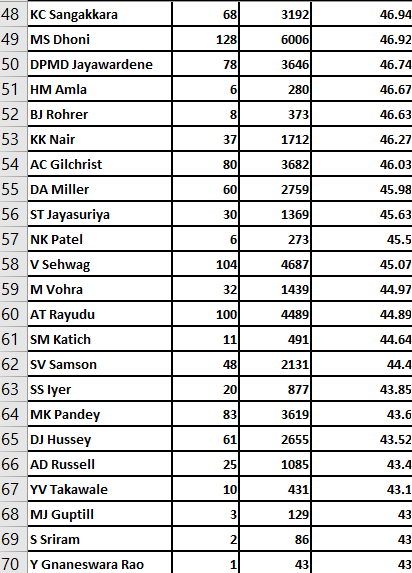 48 KC Sangakkara 68 3192 46.94
49 MS Dhoni 128 6006 46.92
50 DPMD Jayawardene 78 3646 46.74
51 HM Amla 6 280 46.67
52 BJ Rohrer 8 373 46.63
53 KK Nair 37 1712 46.27
54 AC Gilchrist 80 3682 46.03
55 DA Miller 60 2759 45.98
56 ST Jayasuriya 30 1369 45.63
57 NK Patel 6 273 45.5
58 V Sehwag 104 4687 45.07
59 M Vohra 32 1439 44.97
60 AT Rayudu 100 4489 44.89
61 SM Katich 11 491 44.64
62 SV Samson 48 2131 44.4
63 SS Iyer 20 877 43.85
64 MK Pandey 83 3619 43.6
65 DJ Hussey 61 2655 43.52
66 AD Russell 25 1085 43.4
67 YV Takawale 10 431 43.1
68 MJ Guptill 3 129 43
69 S Sriram 2 86 43
70 Y Gnaneswara Rao 1 43 43